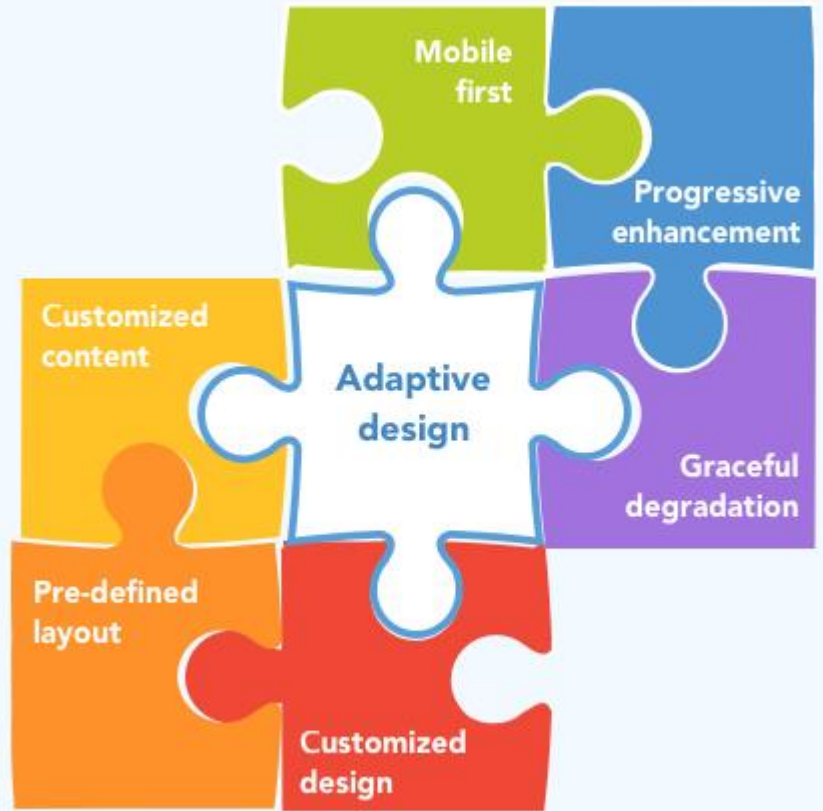 Mobile
first
Progressive
enhancement
Customized
content
Adaptive
design
Graceful
degradation
Pre-defined
layout
Customized
design